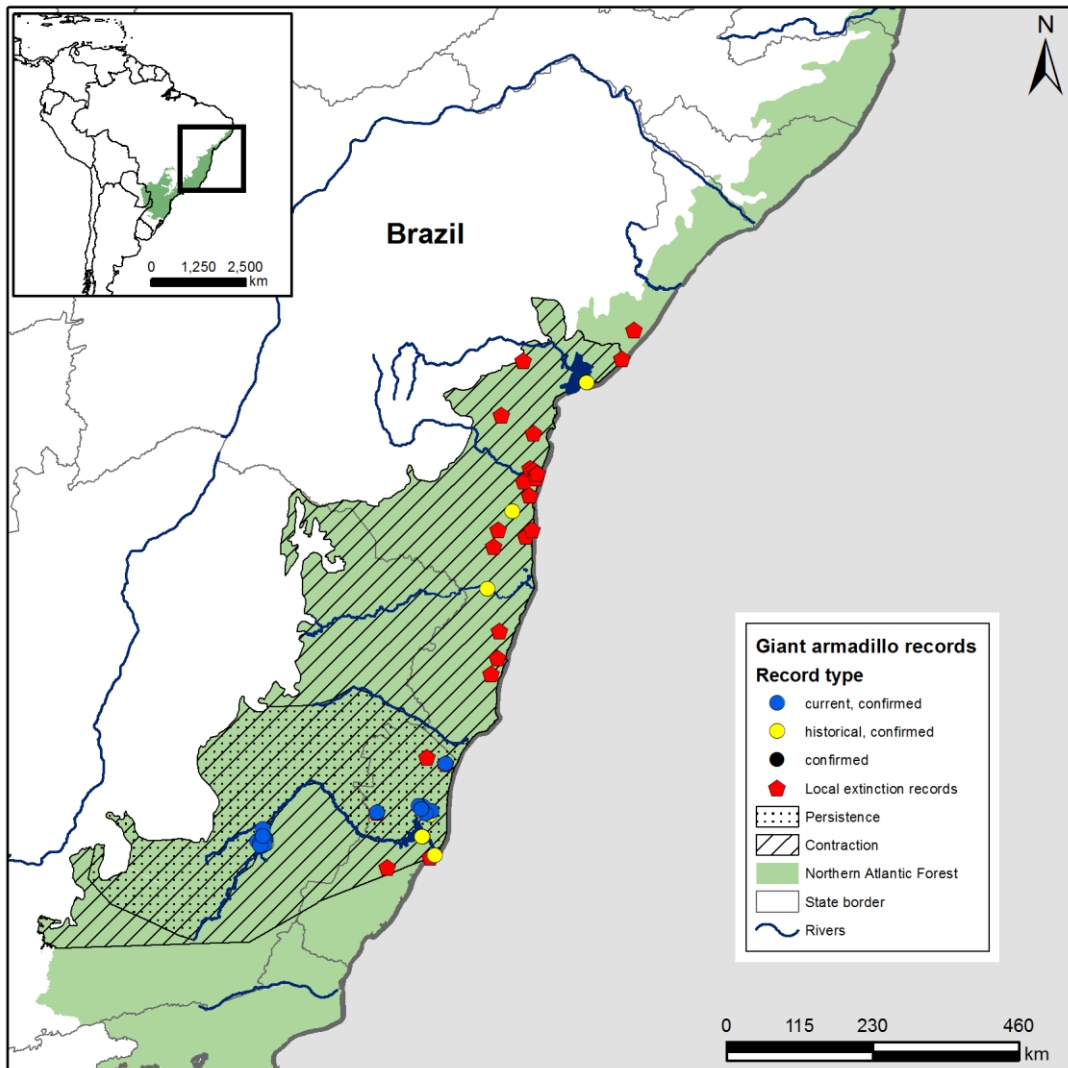 N
Brazil
0 1,250 2,500
km
Giant armadillo records
Record type
current, confirmed
historical, confirmed
confirmed
Local extinction records
Persistence
Contraction
Northern Atlantic Forest
State border
Rivers
0 115 230 460
km